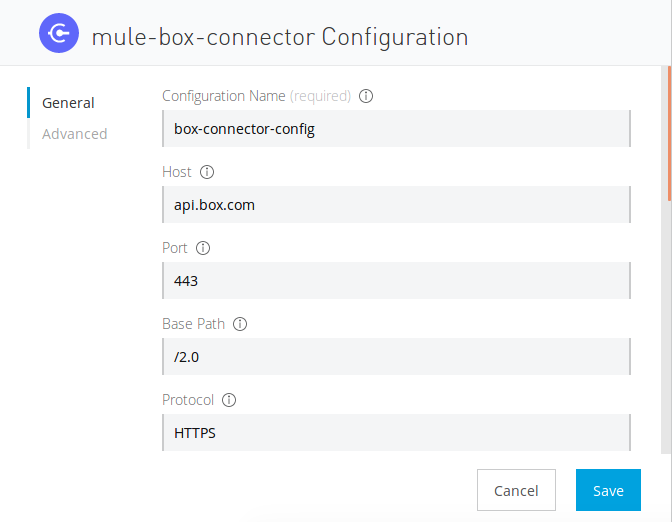 mule-box-connector Configuration
General
Advanced
Configuration Name (required)
box-connector-config
Host
api.box.com
Port
443
Base Path
/2.0
Protocol
HTTPS
Cancel
Save